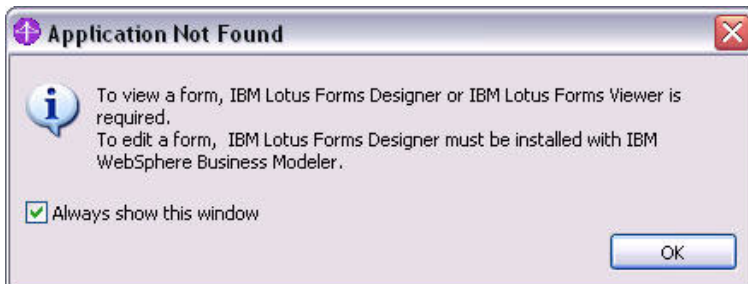 Application Not Found
To view a form, IBM Lotus Forms Designer or IBM Lotus Forms Viewer is
required.
To edit a form,  IBM Lotus Forms Designer must be installed with IBM
WebSphere Business Modeler.
Always show this window
OK